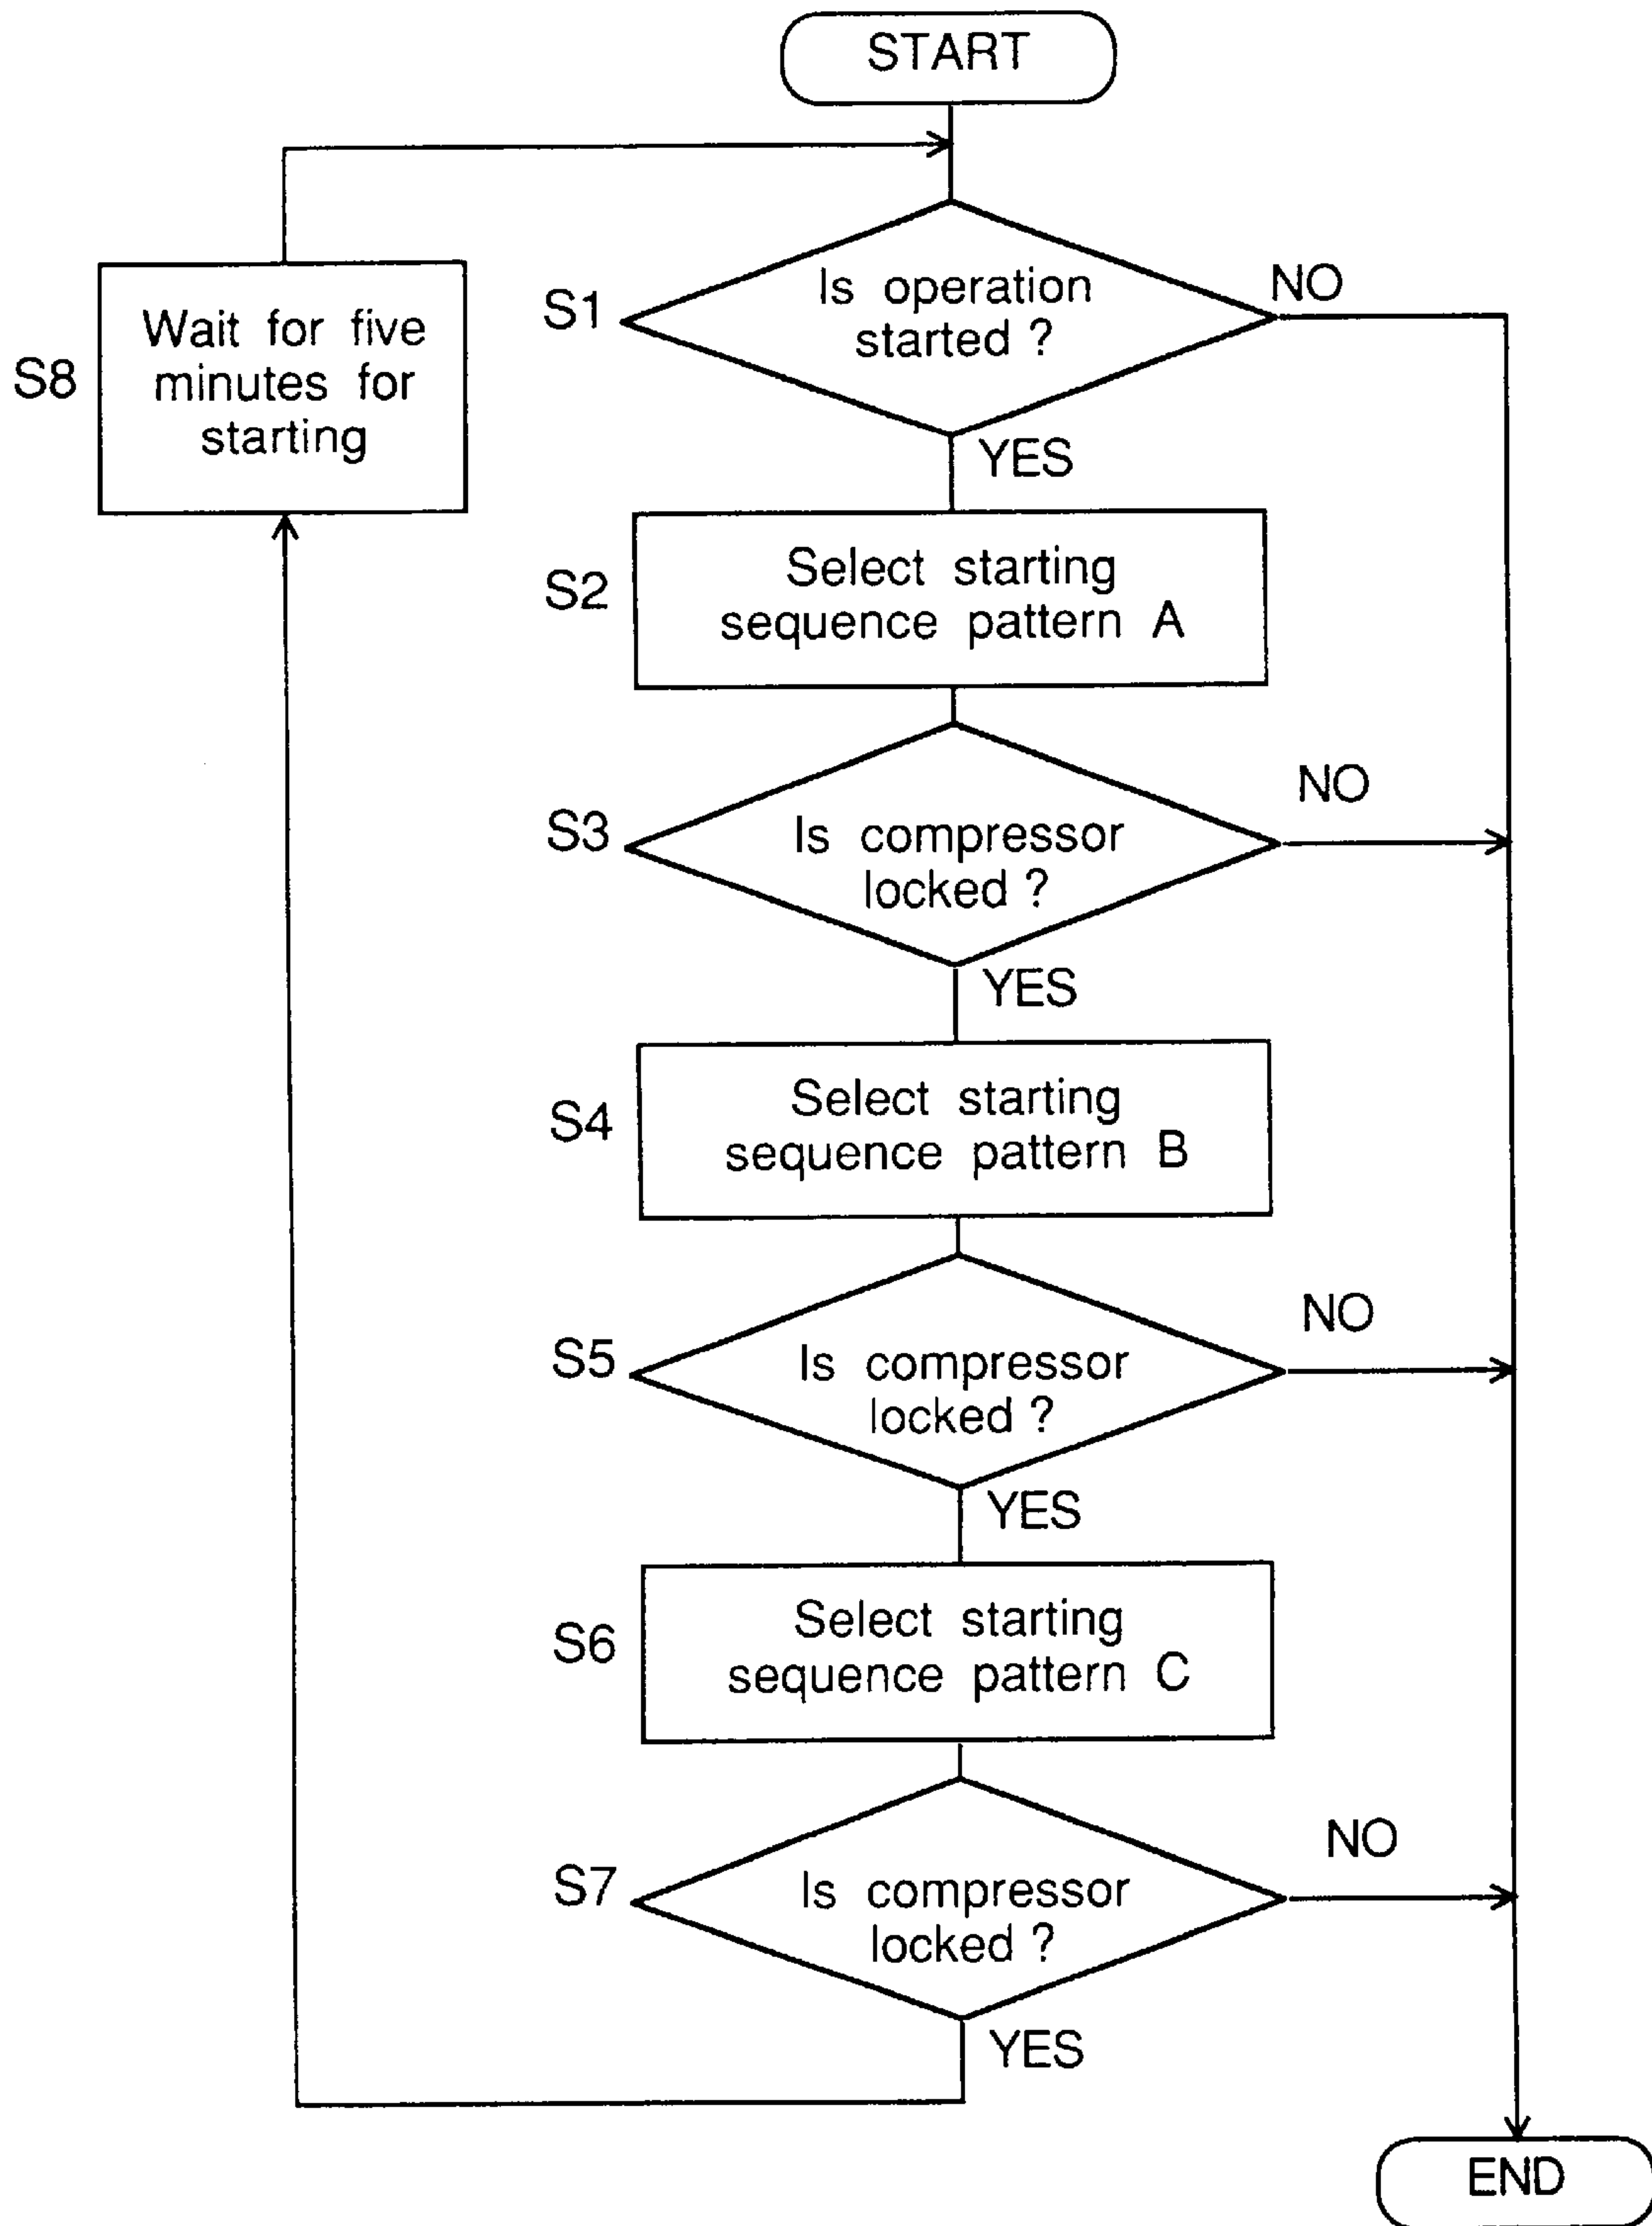 START
S1
Is operation
started ?
NO
YES
S8
Wait for five
minutes for
starting
S2
Select starting
sequence pattern A
S3
Is compressor
locked ?
NO
YES
S4
Select starting
sequence pattern B
S5
Is compressor
locked ?
NO
YES
S6
Select starting
sequence pattern C
S7
Is compressor
locked ?
NO
YES
END